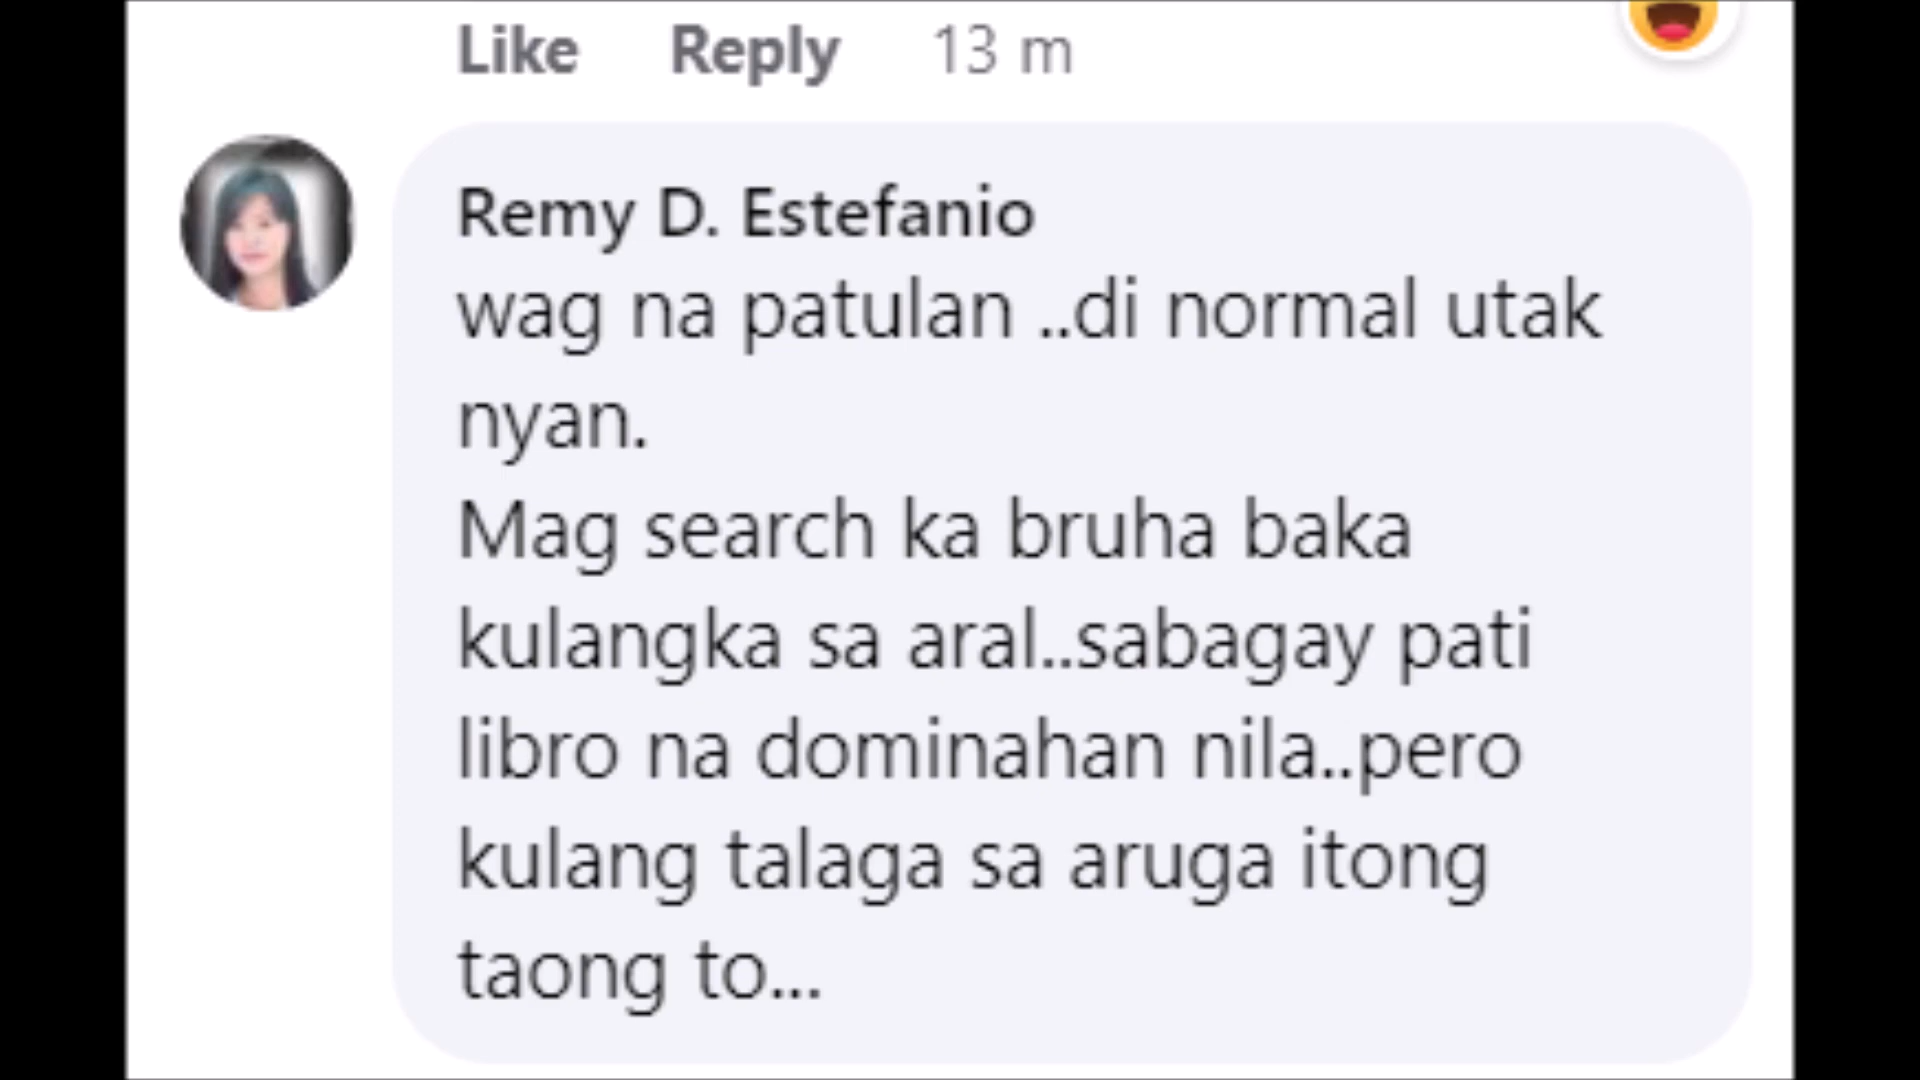 Like Reply 13 m
Remy D. Estefanio
wag na patulan ..di normal utak
nyan.
Mag search ka bruha baka
kulangka sa aral..sabagay pati
libro na dominahan nila..pero
kulang talaga sa aruga itong
taong to...